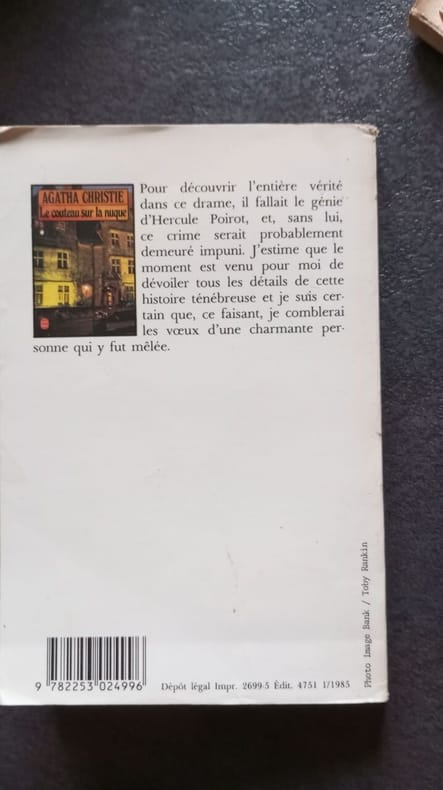 AGATHA CHRISTIE
Le couteau sur la nuque
Pour découvrir l'entière vérité
dans ce drame, il fallait le génie
d'Hercule Poirot, et, sans lui,
ce crime serait probablement
demeuré impuni. J'estime que le
moment est venu pour moi de
dévoiler tous les détails de cette
histoire ténébreuse et je suis cer-
tain que, ce faisant, je comblerai
les vœux d'une charmante per-
sonne qui y fut mêlée.
Photo Image Bank / Toby Rankin
9 782253 024996
Dépôt légal Impr. 2699-5 Édit. 4751 1/1985